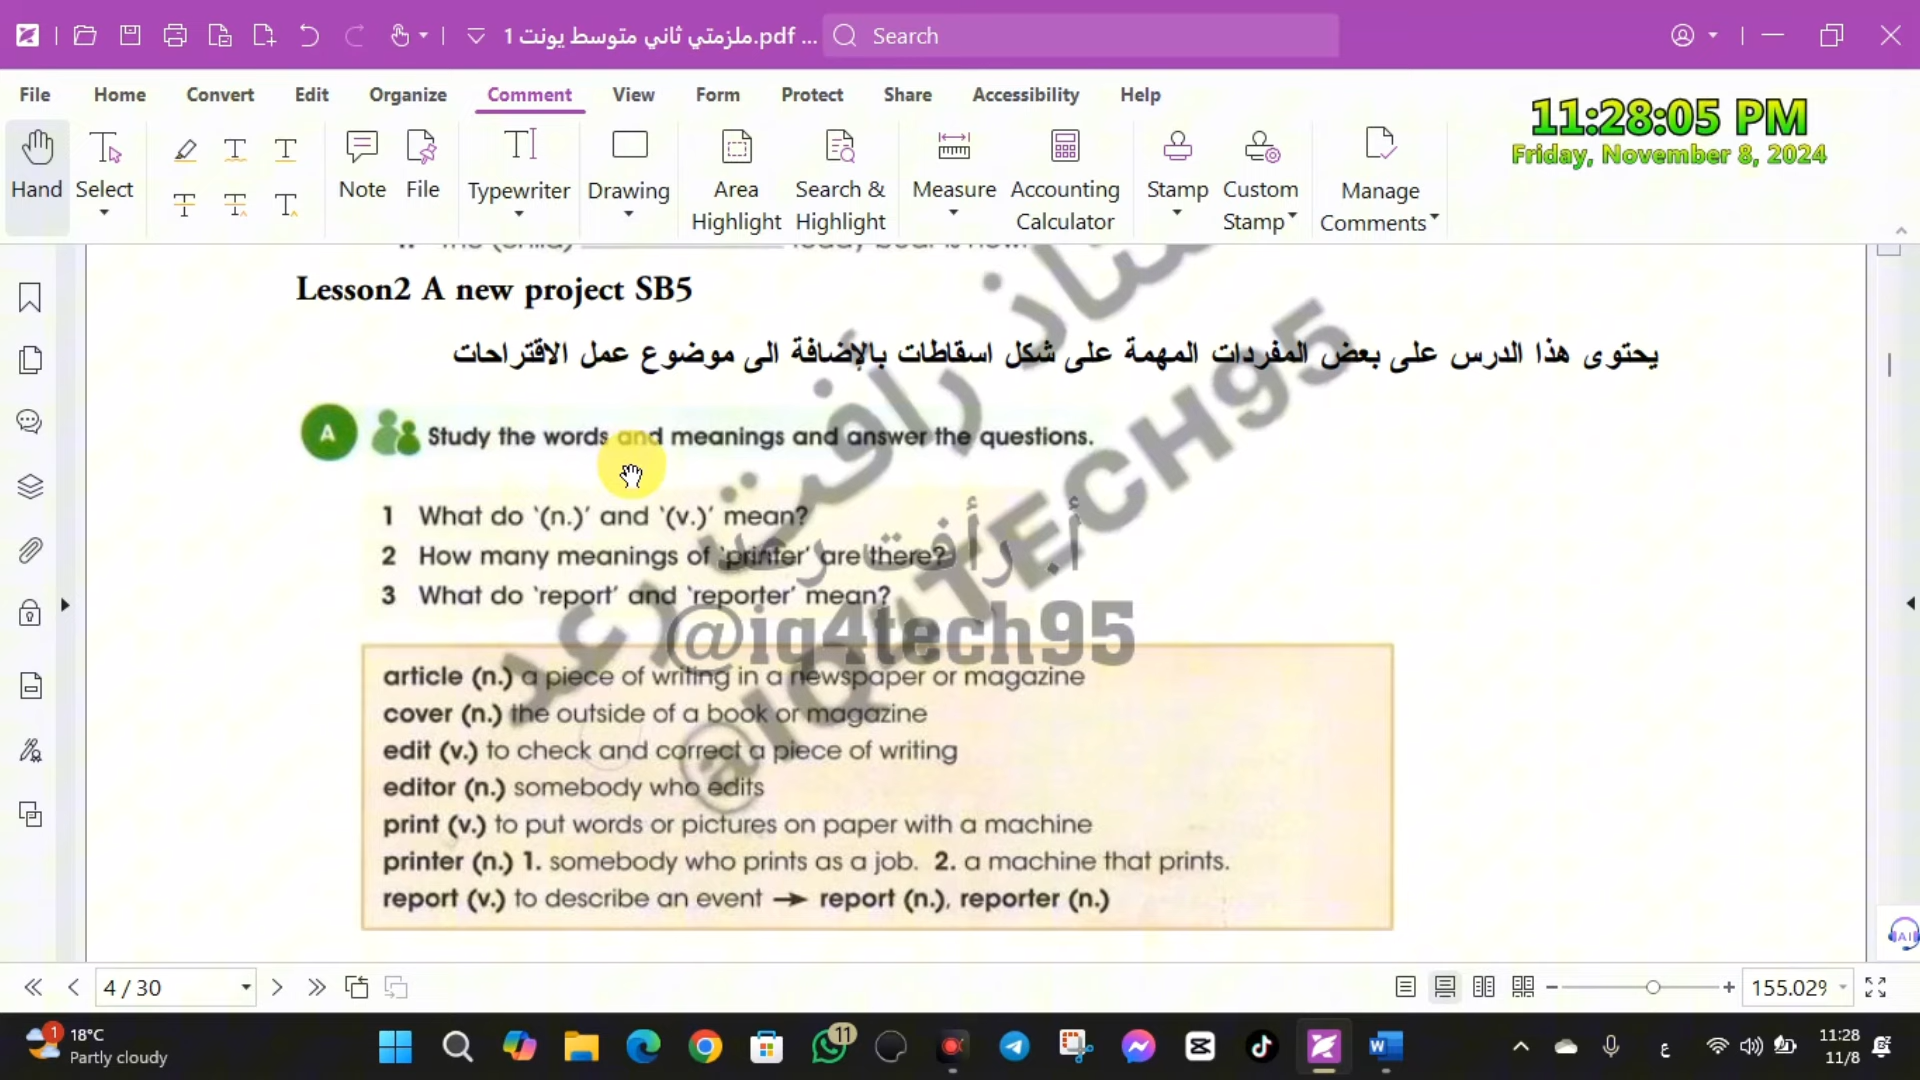 ملزمتي ثاني متوسط يونت 1.pdf ...
Search
File Home Convert Edit Organize Comment View Form Protect Share Accessibility Help
11:28:05 PM
Friday, November 8, 2024
Hand
Select
Note
File
Typewriter
Drawing
Area Highlight
Search & Highlight
Measure
Accounting Calculator
Stamp
Custom Stamp
Manage Comments
Lesson2 A new project SB5
يحتوى هذا الدرس على بعض المفردات المهمة على شكل اسقاطات بالإضافة الى موضوع عمل الاقتراحات
A Study the words and meanings and answer the questions.
1 What do '(n.)' and '(v.)' mean?
2 How many meanings of 'printer' are there?
3 What do 'report' and 'reporter' mean?
أ. رأفت رعد
@iq4tech95
@IQ4TECH95
article (n.) a piece of writing in a newspaper or magazine
cover (n.) the outside of a book or magazine
edit (v.) to check and correct a piece of writing
editor (n.) somebody who edits
print (v.) to put words or pictures on paper with a machine
printer (n.) 1. somebody who prints as a job. 2. a machine that prints.
report (v.) to describe an event → report (n.), reporter (n.)
AI
4 / 30
155.029
1
18°C
Partly cloudy
11
ع
11:28
11/8